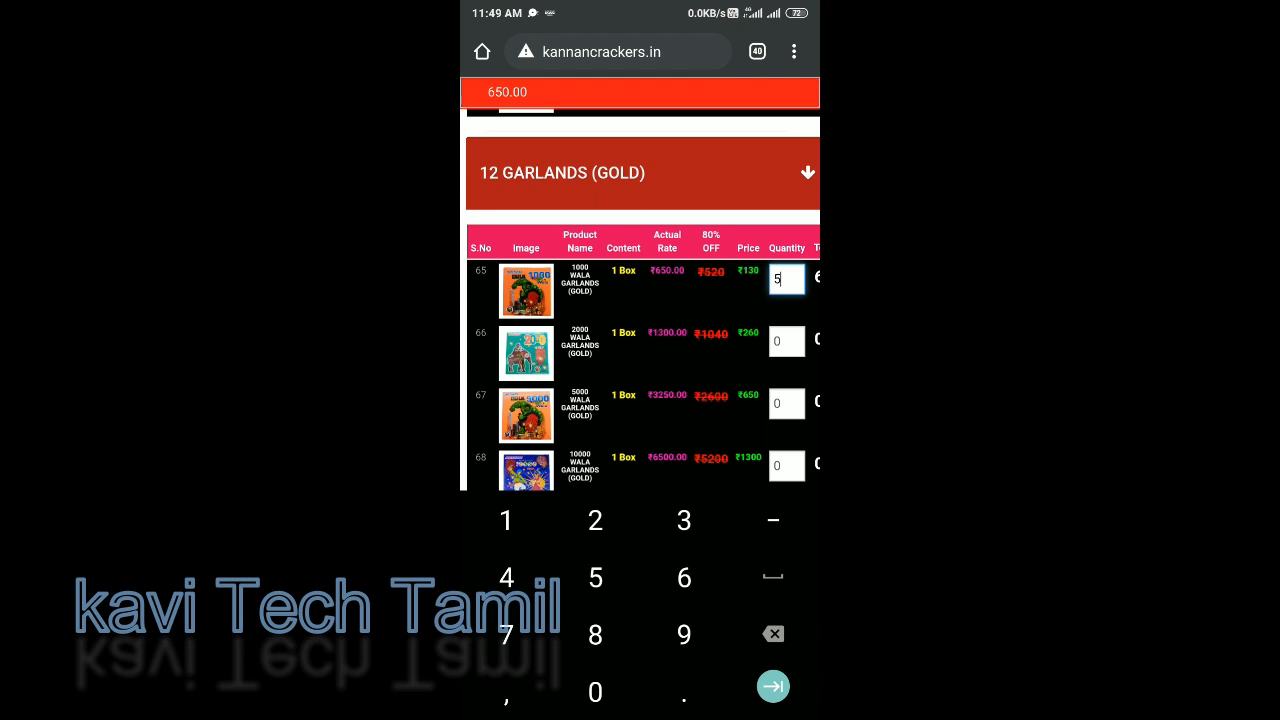 11:49 AM 0.0KB/s 4G 72
kannancrackers.in 40
650.00
12 GARLANDS (GOLD)
S.No Image Product Name Content Actual Rate 80% OFF Price Quantity
65 1000 WALA GARLANDS (GOLD) 1 Box ₹650.00 ₹520 ₹130 5
66 2000 WALA GARLANDS (GOLD) 1 Box ₹1300.00 ₹1040 ₹260 0
67 5000 WALA GARLANDS (GOLD) 1 Box ₹3250.00 ₹2600 ₹650 0
68 10000 WALA GARLANDS (GOLD) 1 Box ₹6500.00 ₹5200 ₹1300 0
1 2 3 -
4 5 6
7 8 9
, 0 .
kavi Tech Tamil